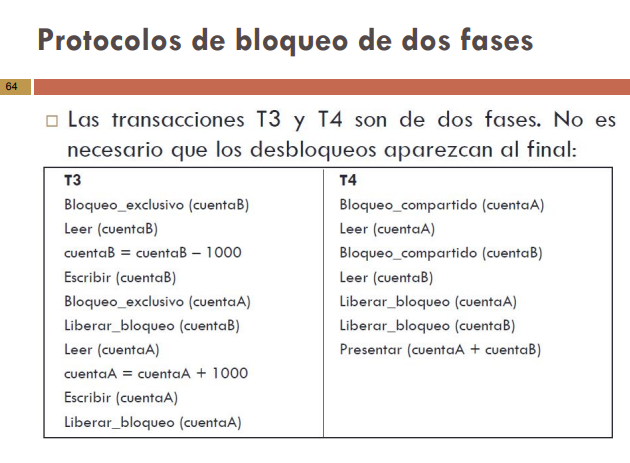 Protocolos de bloqueo de dos fases
64
Las transacciones T3 y T4 son de dos fases. No es
necesario que los desbloqueos aparezcan al final:
T3
Bloqueo_exclusivo (cuentaB)
Leer (cuentaB)
cuentaB = cuentaB – 1000
Escribir (cuentaB)
Bloqueo_exclusivo (cuentaA)
Liberar_bloqueo (cuentaB)
Leer (cuentaA)
cuentaA = cuentaA + 1000
Escribir (cuentaA)
Liberar_bloqueo (cuentaA)
T4
Bloqueo_compartido (cuentaA)
Leer (cuentaA)
Bloqueo_compartido (cuentaB)
Leer (cuentaB)
Liberar_bloqueo (cuentaA)
Liberar_bloqueo (cuentaB)
Presentar (cuentaA + cuentaB)